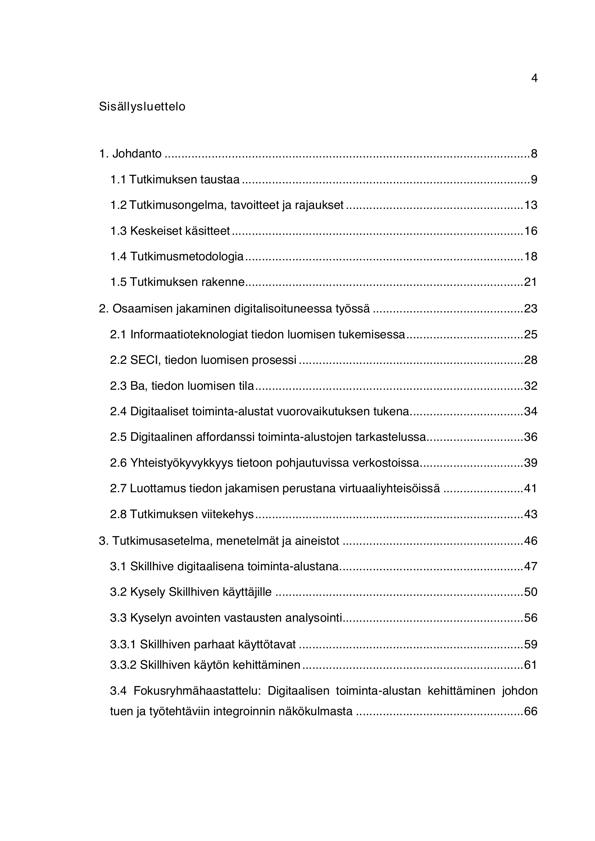 4
Sisällysluettelo
1. Johdanto ........................................................................................................8
1.1 Tutkimuksen taustaa ......................................................................................9
1.2 Tutkimusongelma, tavoitteet ja rajaukset .....................................................13
1.3 Keskeiset käsitteet .......................................................................................16
1.4 Tutkimusmetodologia ...................................................................................18
1.5 Tutkimuksen rakenne ...................................................................................21
2. Osaamisen jakaminen digitalisoituneessa työssä .............................................23
2.1 Informaatioteknologiat tiedon luomisen tukemisessa ...................................25
2.2 SECI, tiedon luomisen prosessi ...................................................................28
2.3 Ba, tiedon luomisen tila ................................................................................32
2.4 Digitaaliset toiminta-alustat vuorovaikutuksen tukena ..................................34
2.5 Digitaalinen affordanssi toiminta-alustojen tarkastelussa .............................36
2.6 Yhteistyökyvykkyys tietoon pohjautuvissa verkostoissa ...............................39
2.7 Luottamus tiedon jakamisen perustana virtuaaliyhteisöissä ........................41
2.8 Tutkimuksen viitekehys ................................................................................43
3. Tutkimusasetelma, menetelmät ja aineistot ......................................................46
3.1 Skillhive digitaalisena toiminta-alustana .......................................................47
3.2 Kysely Skillhiven käyttäjille ..........................................................................50
3.3 Kyselyn avointen vastausten analysointi ......................................................56
3.3.1 Skillhiven parhaat käyttötavat ...................................................................59
3.3.2 Skillhiven käytön kehittäminen ..................................................................61
3.4 Fokusryhmähaastattelu: Digitaalisen toiminta-alustan kehittäminen johdon
tuen ja työtehtäviin integroinnin näkökulmasta ..................................................66